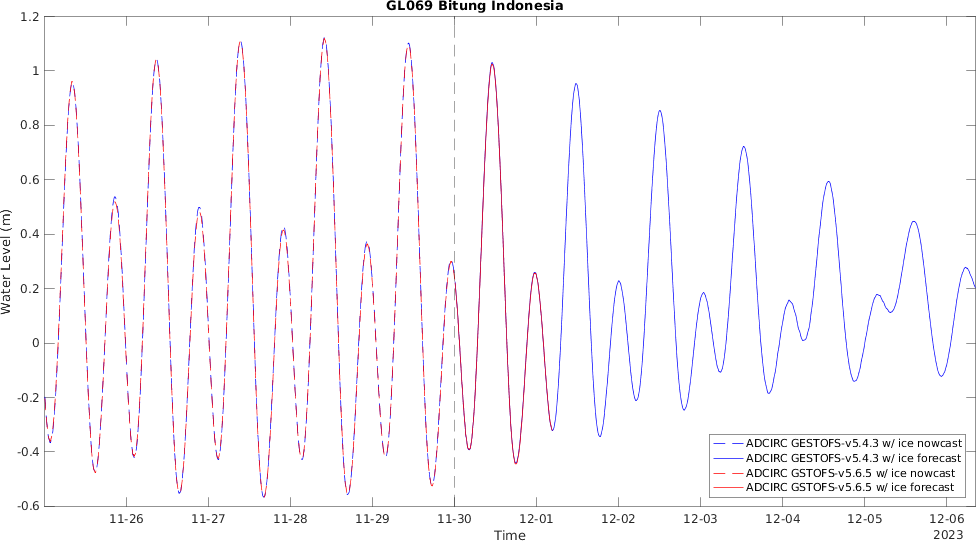 GL069 Bitung Indonesia
1.2
1
0.8
0.6
0.4
0.2
0
-0.2
-0.4
-0.6
Water Level (m)
ADCIRC GESTOFS-v5.4.3 w/ ice nowcast
ADCIRC GESTOFS-v5.4.3 w/ ice forecast
ADCIRC GSTOFS-v5.6.5 w/ ice nowcast
ADCIRC GSTOFS-v5.6.5 w/ ice forecast
11-26 11-27 11-28 11-29 11-30 12-01 12-02 12-03 12-04 12-05 12-06
Time
2023